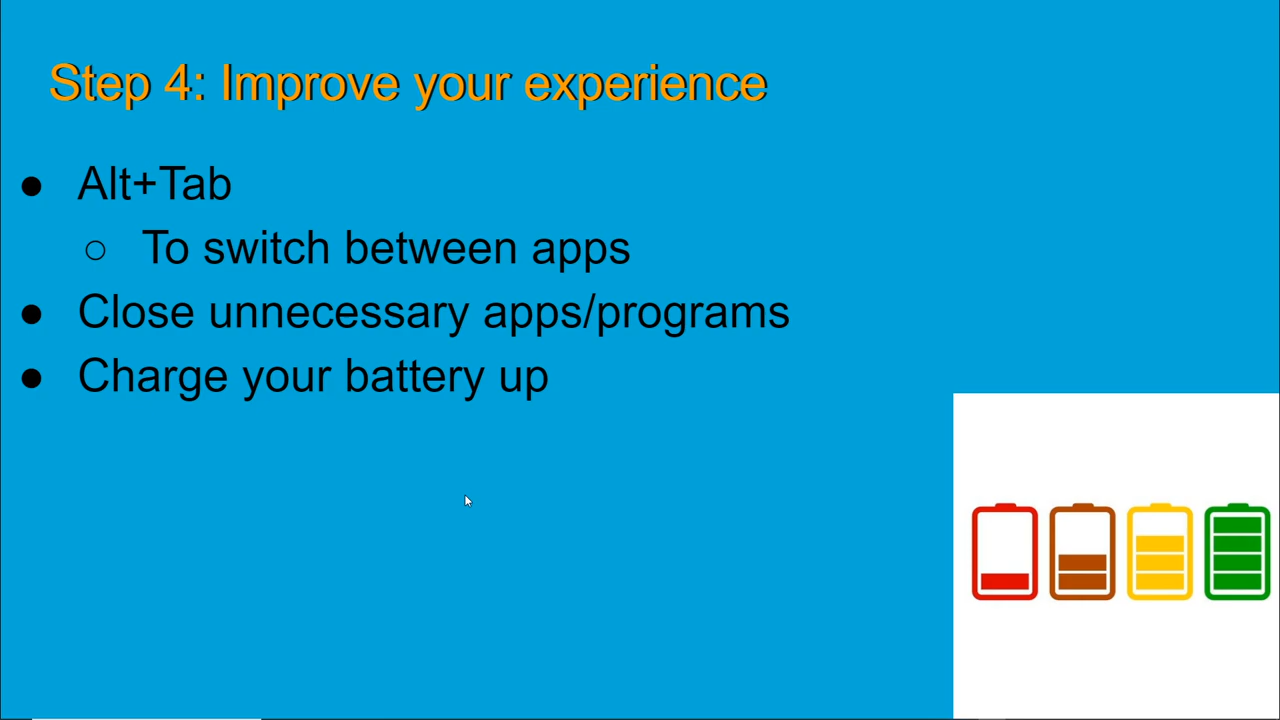 Step 4: Improve your experience
● Alt+Tab
○ To switch between apps
● Close unnecessary apps/programs
● Charge your battery up